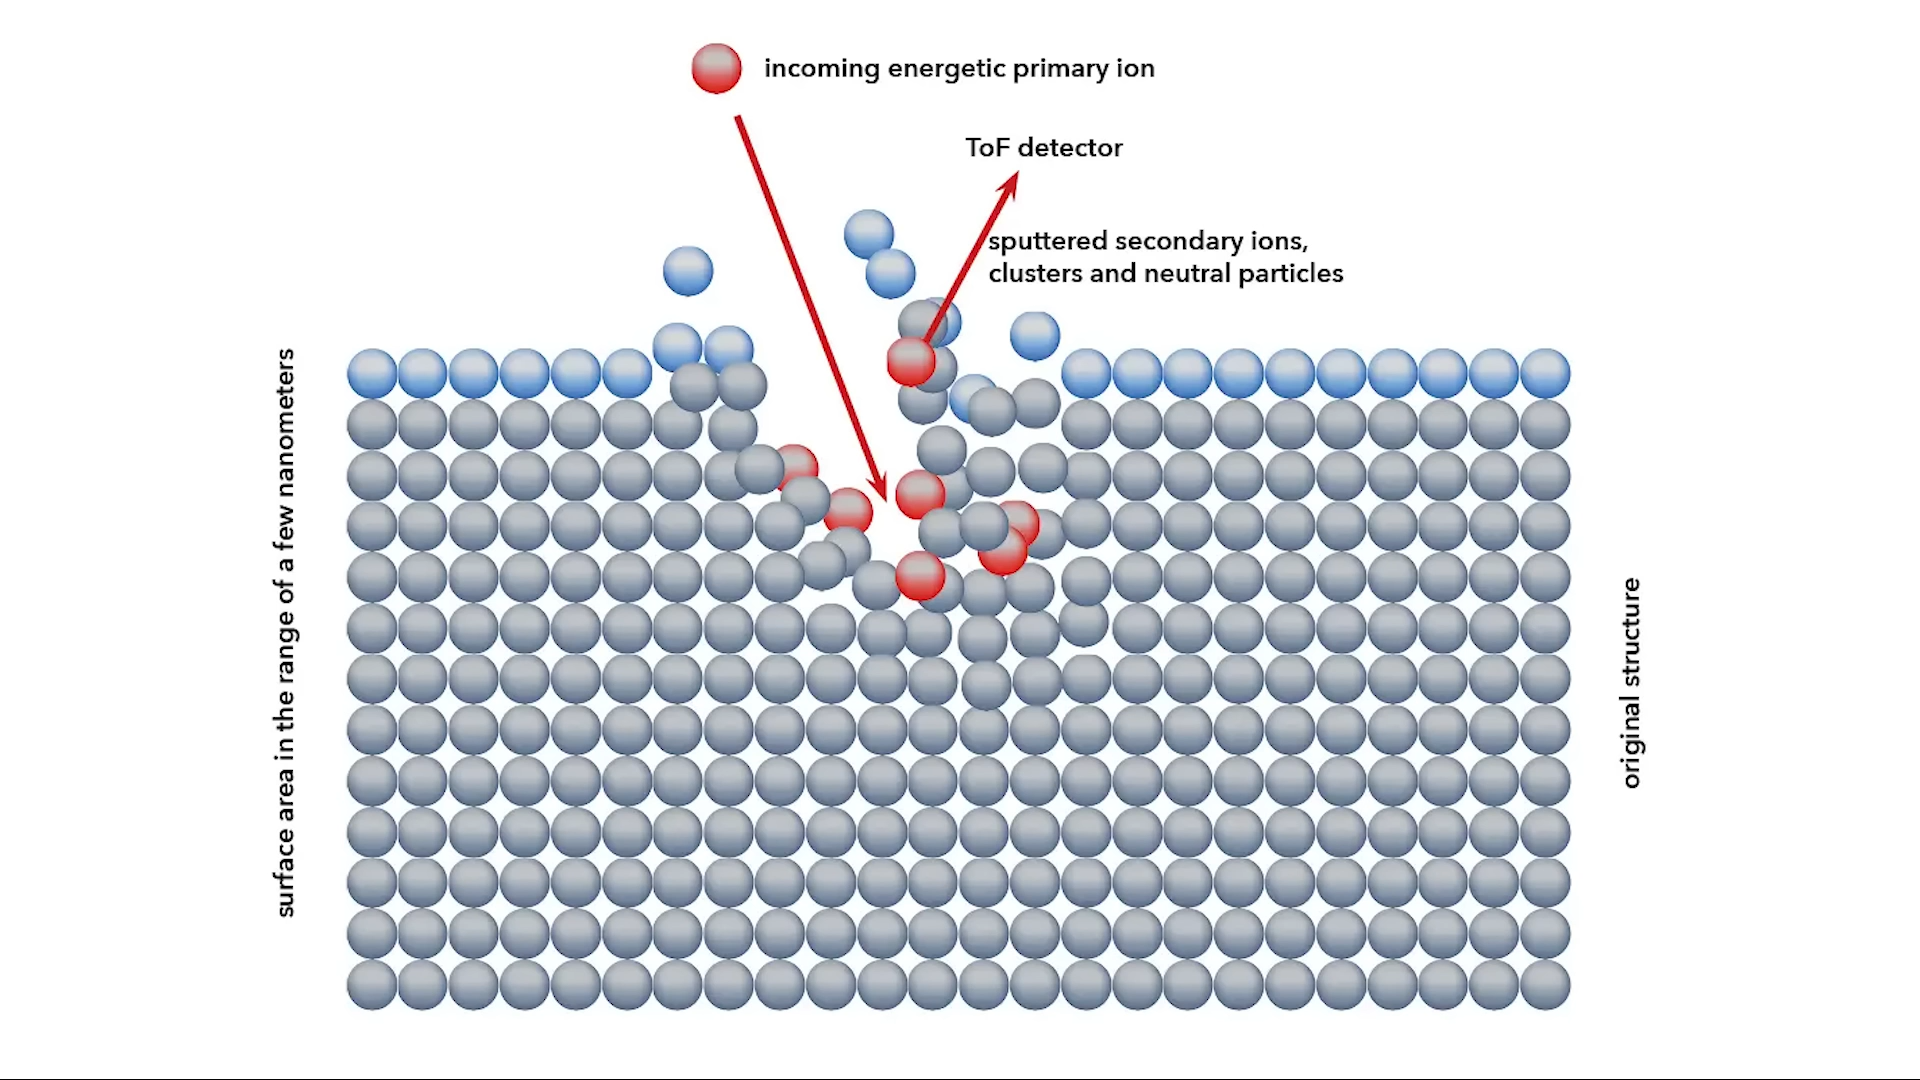 incoming energetic primary ion
ToF detector
sputtered secondary ions,
clusters and neutral particles
surface area in the range of a few nanometers
original structure